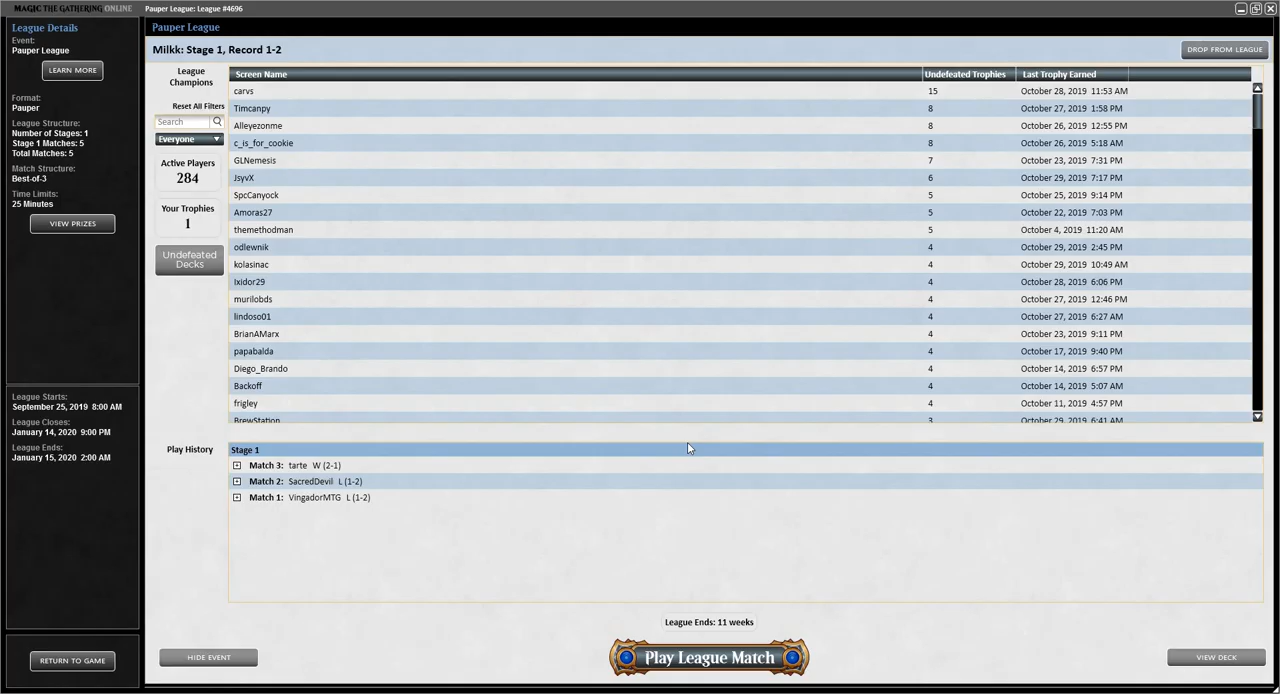 MAGIC THE GATHERING ONLINE
Pauper League: League #4696
League Details
Event:
Pauper League
LEARN MORE
Format:
Pauper
League Structure:
Number of Stages: 1
Stage 1 Matches: 5
Total Matches: 5
Match Structure:
Best-of-3
Time Limits:
25 Minutes
VIEW PRIZES
League Starts:
September 25, 2019 8:00 AM
League Closes:
January 14, 2020 9:00 PM
League Ends:
January 15, 2020 2:00 AM
RETURN TO GAME
Pauper League
Milkk: Stage 1, Record 1-2
DROP FROM LEAGUE
League
Champions
Reset All Filters
Search
Everyone
Active Players
284
Your Trophies
1
Undefeated
Decks
Screen Name Undefeated Trophies Last Trophy Earned
carvs 15 October 28, 2019 11:53 AM
Timcanpy 8 October 27, 2019 1:58 PM
Alleyezonme 8 October 26, 2019 12:55 PM
c_is_for_cookie 8 October 26, 2019 5:18 AM
GLNemesis 7 October 23, 2019 7:31 PM
JsyvX 6 October 29, 2019 7:17 PM
SpcCanyock 5 October 25, 2019 9:14 PM
Amoras27 5 October 22, 2019 7:03 PM
themethodman 5 October 4, 2019 11:20 AM
odlewnik 4 October 29, 2019 2:45 PM
kolasinac 4 October 29, 2019 10:49 AM
Ixidor29 4 October 28, 2019 6:06 PM
murilobds 4 October 27, 2019 12:46 PM
lindoso01 4 October 27, 2019 6:27 AM
BrianAMarx 4 October 23, 2019 9:11 PM
papabalda 4 October 17, 2019 9:40 PM
Diego_Brando 4 October 14, 2019 6:57 PM
Backoff 4 October 14, 2019 5:07 AM
frigley 4 October 11, 2019 4:57 PM
BrewStation 3 October 29, 2019 6:41 AM
Play History
Stage 1
Match 3: tarte W (2-1)
Match 2: SacredDevil L (1-2)
Match 1: VingadorMTG L (1-2)
League Ends: 11 weeks
HIDE EVENT
Play League Match
VIEW DECK